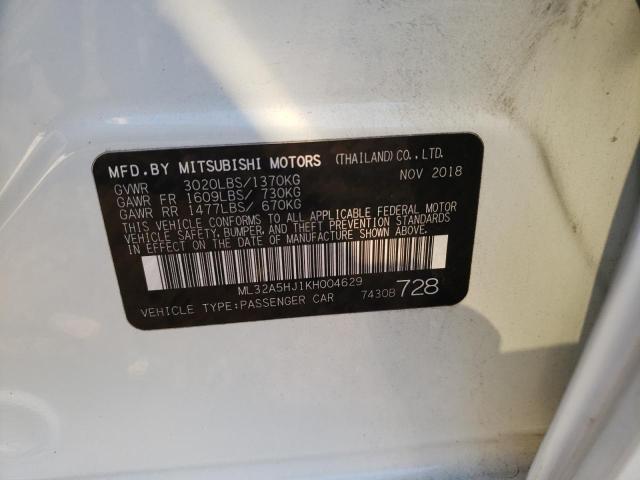 MFD.BY MITSUBISHI MOTORS (THAILAND) CO.,LTD.
GVWR 3020LBS/1370KG NOV 2018
GAWR FR 1609LBS/ 730KG
GAWR RR 1477LBS/ 670KG
THIS VEHICLE CONFORMS TO ALL APPLICABLE FEDERAL MOTOR
VEHICLE SAFETY, BUMPER, AND THEFT PREVENTION STANDARDS
IN EFFECT ON THE DATE OF MANUFACTURE SHOWN ABOVE.
ML32A5HJ1KH004629
VEHICLE TYPE:PASSENGER CAR 7430B 728